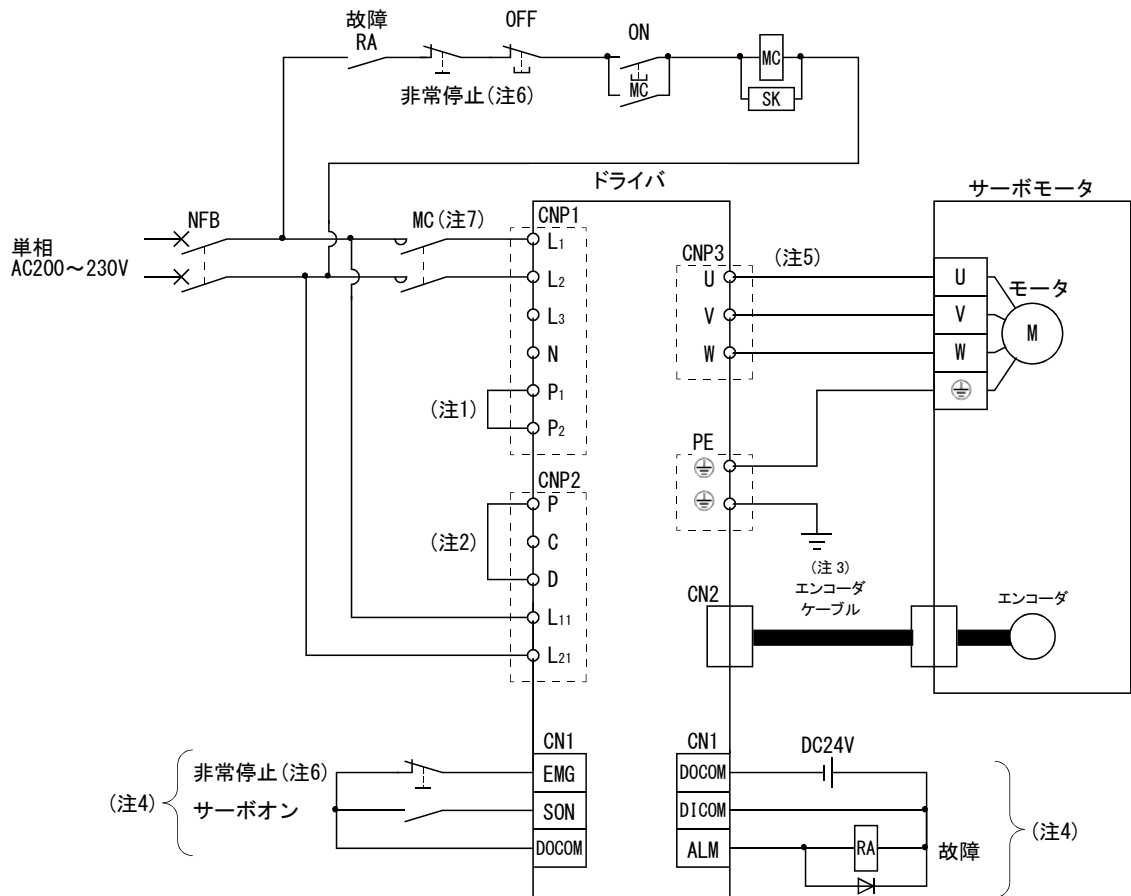 故障
RA
OFF
ON
MC
MC
SK
非常停止(注6)
ドライバ
サーボモータ
単相
AC200～230V
NFB
MC(注7)
CNP1
L1
L2
L3
N
P1
P2
(注1)
CNP3
U
V
W
(注5)
U
V
W
モータ
M
PE
(注3)
エンコーダ
ケーブル
CNP2
P
C
D
L11
L21
(注2)
CN2
エンコーダ
CN1
EMG
SON
DOCOM
非常停止(注6)
サーボオン
(注4)
CN1
DOCOM
DICOM
ALM
DC24V
RA
故障
(注4)